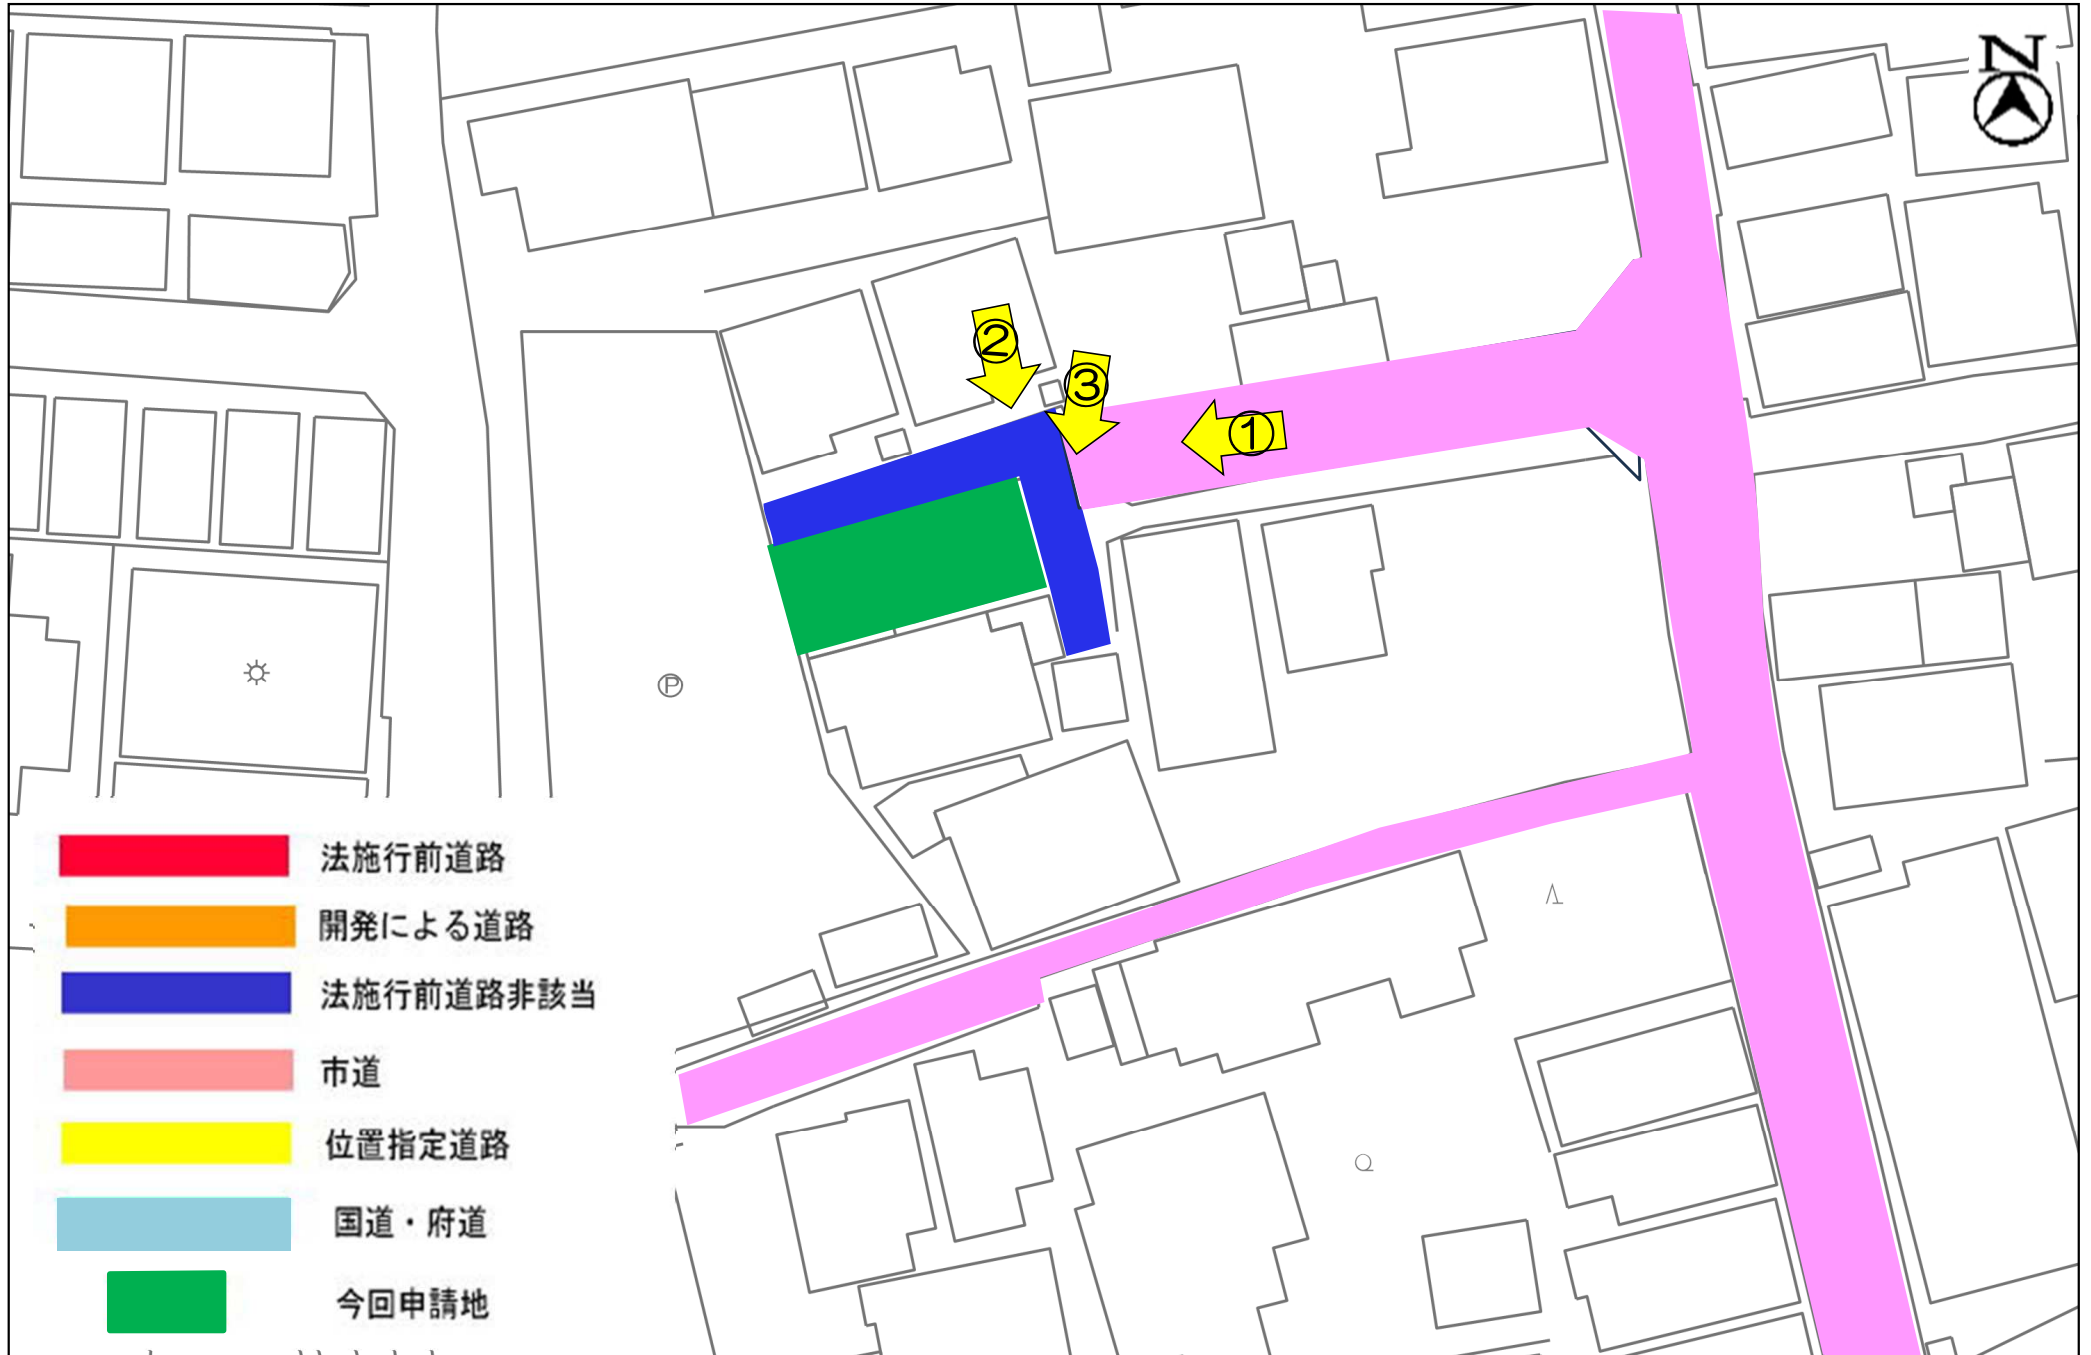 N
②
③
①
Ⓟ
法施行前道路
開発による道路
法施行前道路非該当
市道
位置指定道路
国道・府道
今回申請地